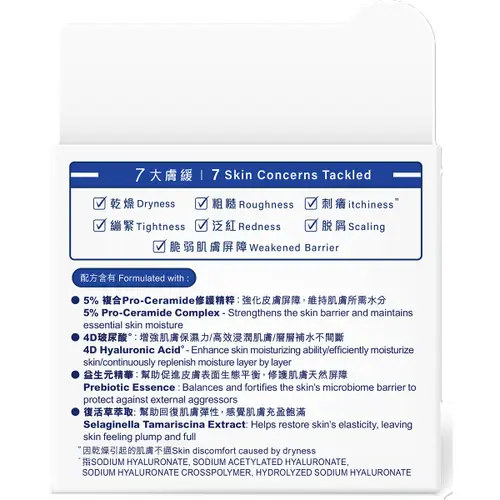 7大膚緩 | 7 Skin Concerns Tackled
乾燥 Dryness 粗糙 Roughness 刺癢 itchiness*
繃緊 Tightness 泛紅 Redness 脱屑 Scaling
脆弱肌膚屏障 Weakened Barrier
配方含有 Formulated with :
● 5% 複合Pro-Ceramide修護精粹: 強化皮膚屏障，維持肌膚所需水分
5% Pro-Ceramide Complex - Strengthens the skin barrier and maintains
essential skin moisture
● 4D玻尿酸^: 增強肌膚保濕力/高效浸潤肌膚/層層補水不間斷
4D Hyaluronic Acid^ - Enhance skin moisturizing ability/efficiently moisturize
skin/continuously replenish moisture layer by layer
● 益生元精華: 幫助促進皮膚表面生態平衡，修護肌膚天然屏障
Prebiotic Essence : Balances and fortifies the skin's microbiome barrier to
protect against external aggressors
● 復活草萃取: 幫助回復肌膚彈性，感覺肌膚充盈飽滿
Selaginella Tamariscina Extract: Helps restore skin's elasticity, leaving
skin feeling plump and full
*因乾燥引起的肌膚不適Skin discomfort caused by dryness
^指SODIUM HYALURONATE, SODIUM ACETYLATED HYALURONATE,
SODIUM HYALURONATE CROSSPOLYMER, HYDROLYZED SODIUM HYALURONATE